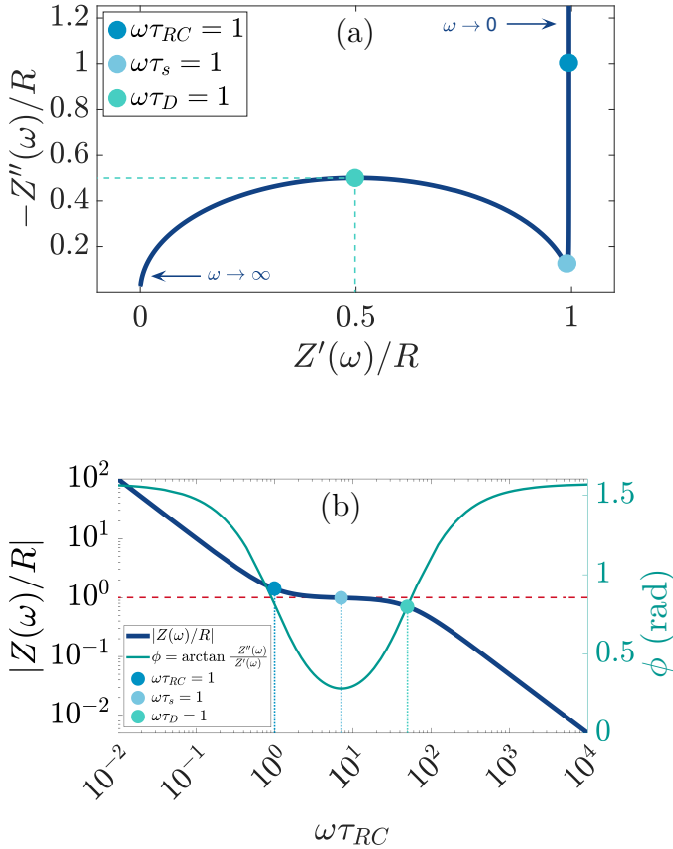 1.2
1
0.8
0.6
0.4
0.2
−Z′′(ω)/R
ωτ_RC = 1
ωτ_s = 1
ωτ_D = 1
(a)
ω → 0
ω → ∞
0
0.5
1
Z′(ω)/R
10^2
10^1
10^0
10^-1
10^-2
|Z(ω)/R|
(b)
|Z(ω)/R|
ϕ = arctan Z′′(ω)/Z′(ω)
ωτ_RC = 1
ωτ_s = 1
ωτ_D − 1
1.5
1
0.5
0
ϕ (rad)
10^-2
10^-1
10^0
10^1
10^2
10^3
10^4
ωτ_RC